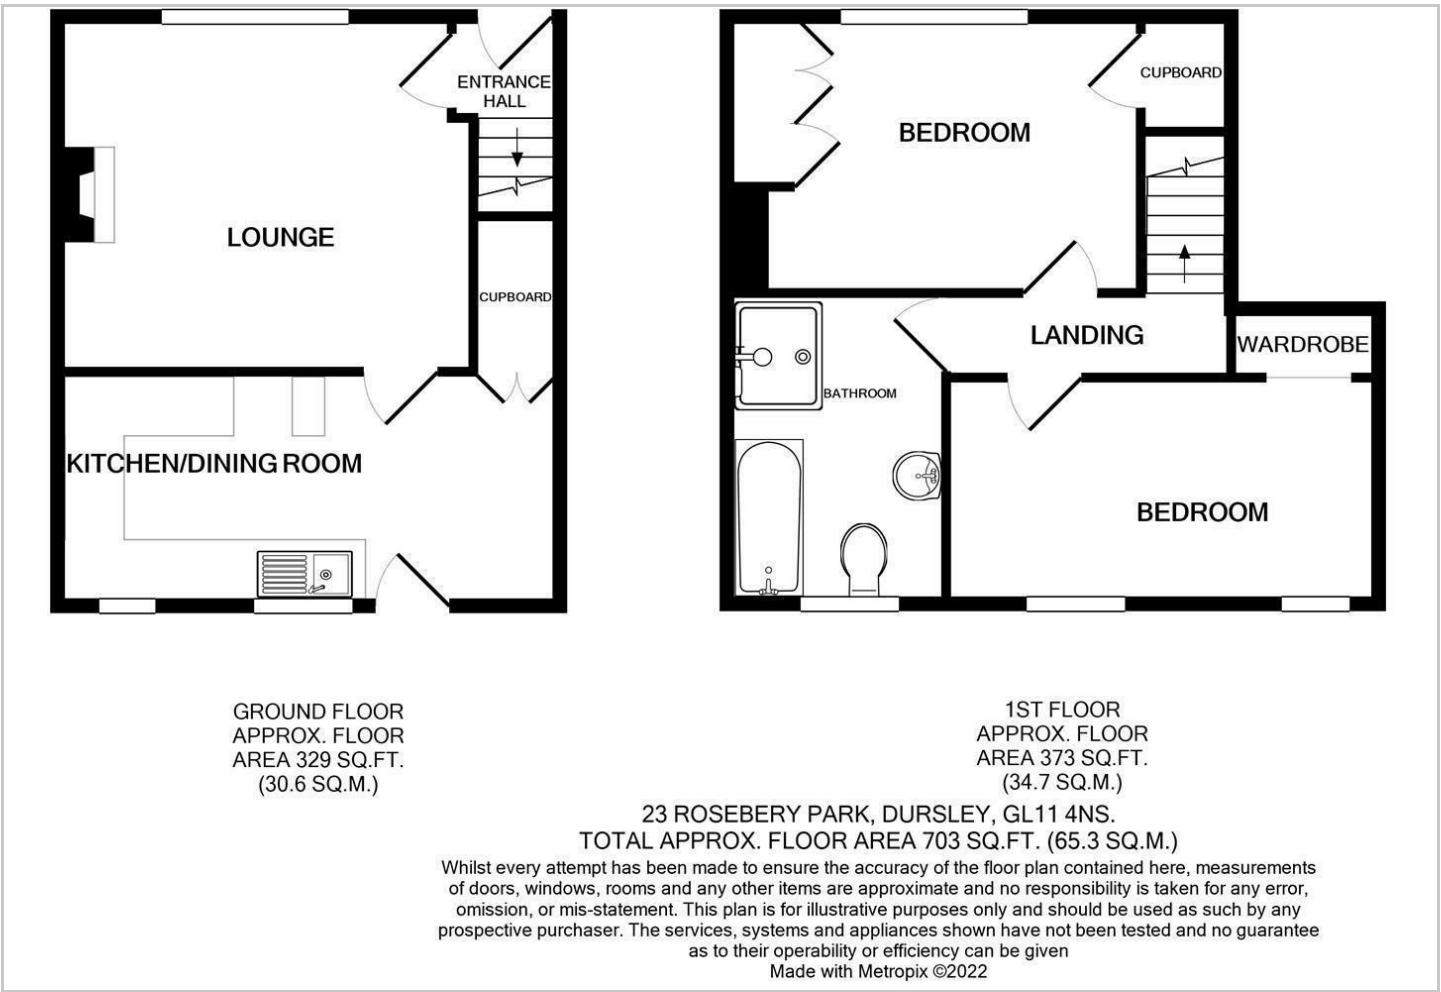 ENTRANCE
HALL
LOUNGE
CUPBOARD
KITCHEN/DINING ROOM
CUPBOARD
BEDROOM
LANDING
WARDROBE
BATHROOM
BEDROOM
GROUND FLOOR
APPROX. FLOOR
AREA 329 SQ.FT.
(30.6 SQ.M.)
1ST FLOOR
APPROX. FLOOR
AREA 373 SQ.FT.
(34.7 SQ.M.)
23 ROSEBERY PARK, DURSLEY, GL11 4NS.
TOTAL APPROX. FLOOR AREA 703 SQ.FT. (65.3 SQ.M.)
Whilst every attempt has been made to ensure the accuracy of the floor plan contained here, measurements
of doors, windows, rooms and any other items are approximate and no responsibility is taken for any error,
omission, or mis-statement. This plan is for illustrative purposes only and should be used as such by any
prospective purchaser. The services, systems and appliances shown have not been tested and no guarantee
as to their operability or efficiency can be given
Made with Metropix ©2022